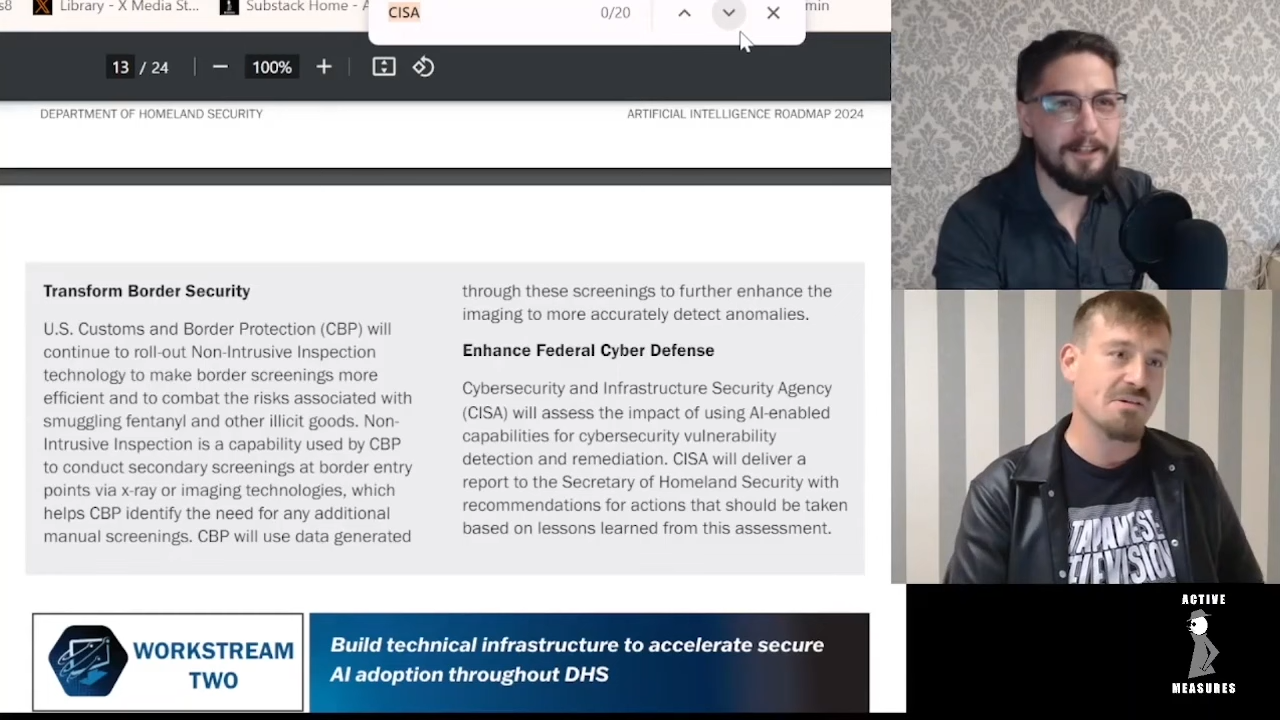 s8
Library - X Media St...
Substack Home - A
CISA
0/20
min
13 / 24
100%
DEPARTMENT OF HOMELAND SECURITY
ARTIFICIAL INTELLIGENCE ROADMAP 2024
Transform Border Security
U.S. Customs and Border Protection (CBP) will
continue to roll-out Non-Intrusive Inspection
technology to make border screenings more
efficient and to combat the risks associated with
smuggling fentanyl and other illicit goods. Non-
Intrusive Inspection is a capability used by CBP
to conduct secondary screenings at border entry
points via x-ray or imaging technologies, which
helps CBP identify the need for any additional
manual screenings. CBP will use data generated
through these screenings to further enhance the
imaging to more accurately detect anomalies.
Enhance Federal Cyber Defense
Cybersecurity and Infrastructure Security Agency
(CISA) will assess the impact of using AI-enabled
capabilities for cybersecurity vulnerability
detection and remediation. CISA will deliver a
report to the Secretary of Homeland Security with
recommendations for actions that should be taken
based on lessons learned from this assessment.
WORKSTREAM
TWO
Build technical infrastructure to accelerate secure
AI adoption throughout DHS
JAPANESE
TELEVISION
ACTIVE
MEASURES